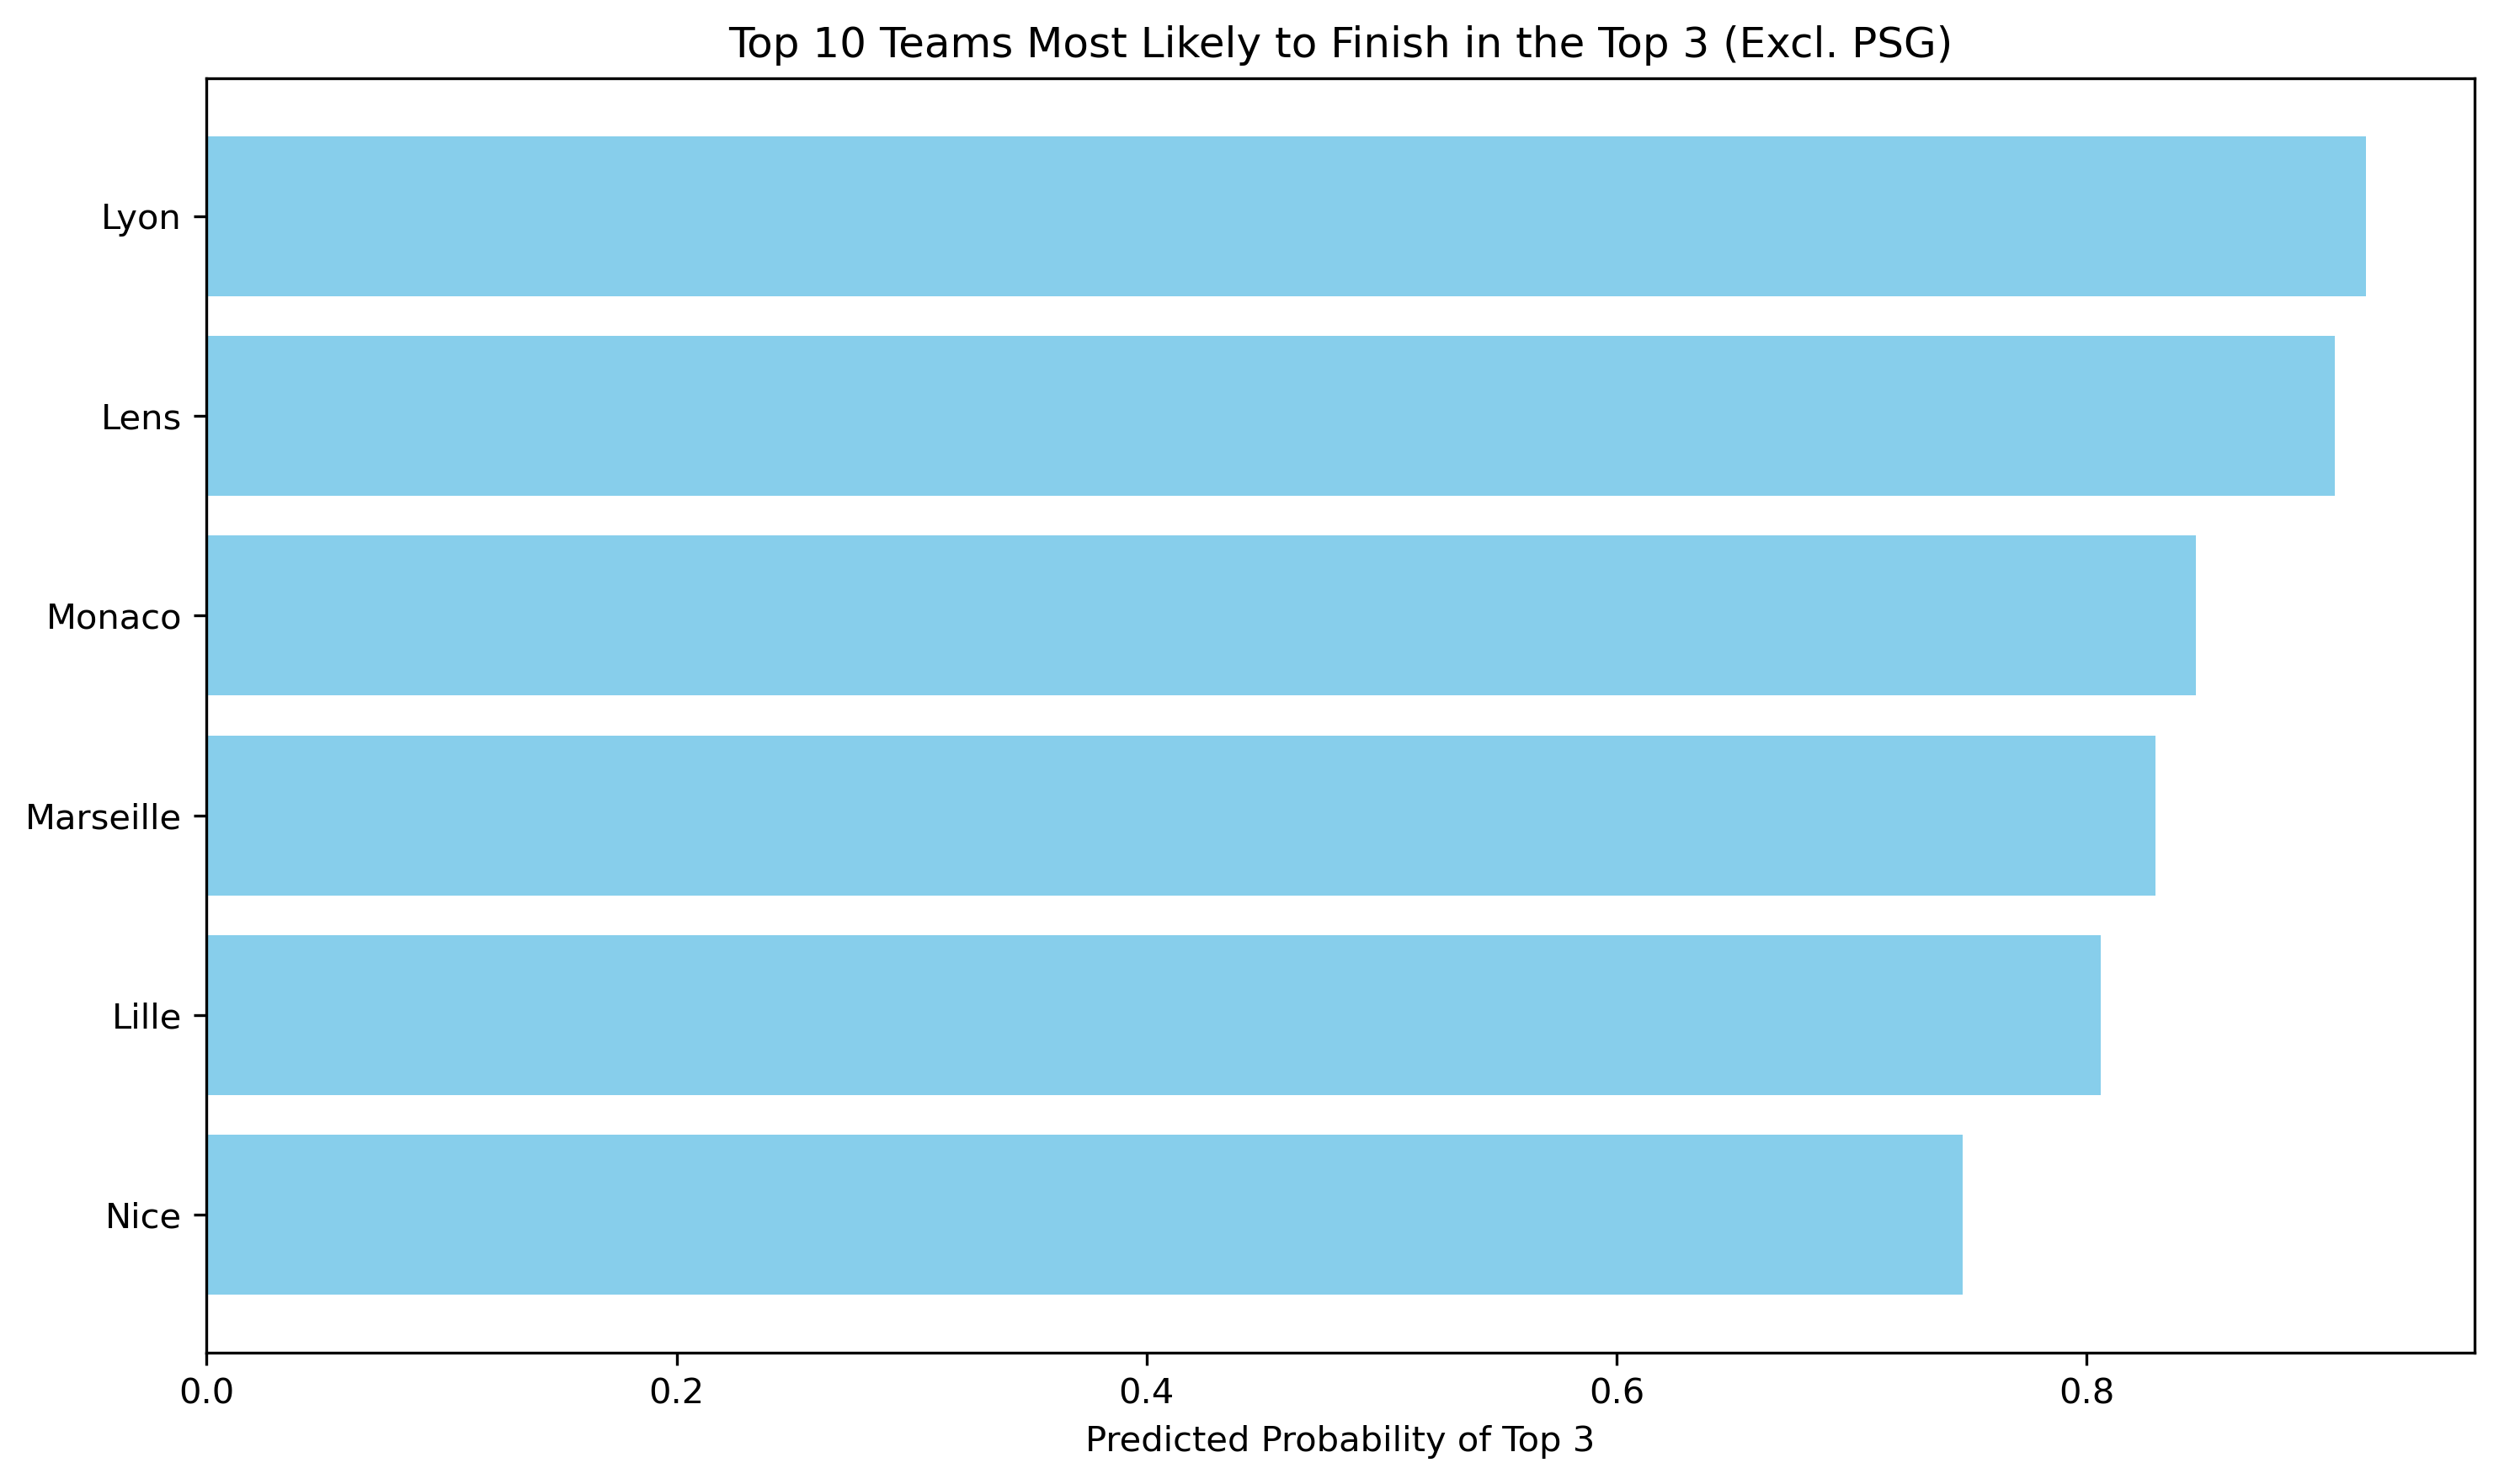 Top 10 Teams Most Likely to Finish in the Top 3 (Excl. PSG)
Lyon
Lens
Monaco
Marseille
Lille
Nice
0.0 0.2 0.4 0.6 0.8
Predicted Probability of Top 3